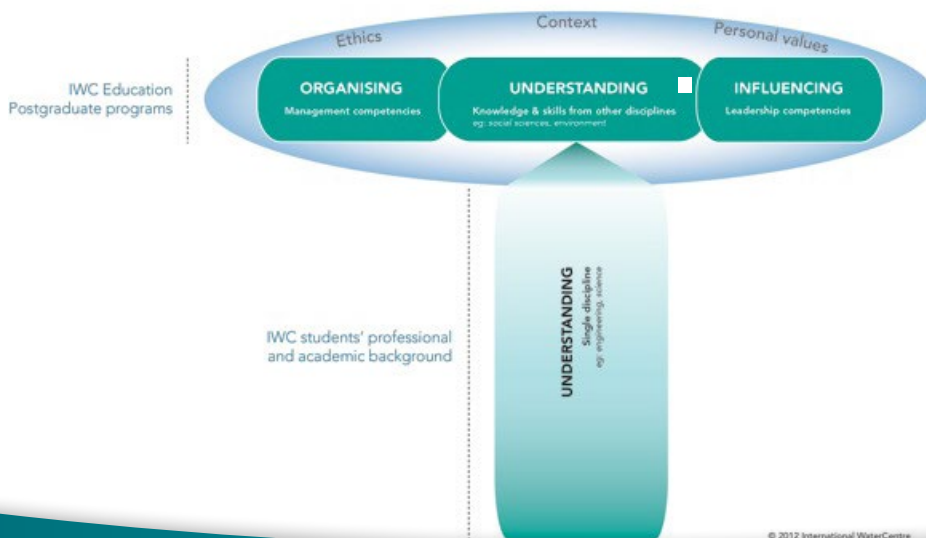 Ethics
Context
Personal values
IWC Education
Postgraduate programs
ORGANISING
Management competencies
UNDERSTANDING
Knowledge & skills from other disciplines
eg: social sciences, environment
INFLUENCING
Leadership competencies
UNDERSTANDING
Single discipline
eg: engineering, science
IWC students' professional
and academic background
© 2012 International WaterCentre